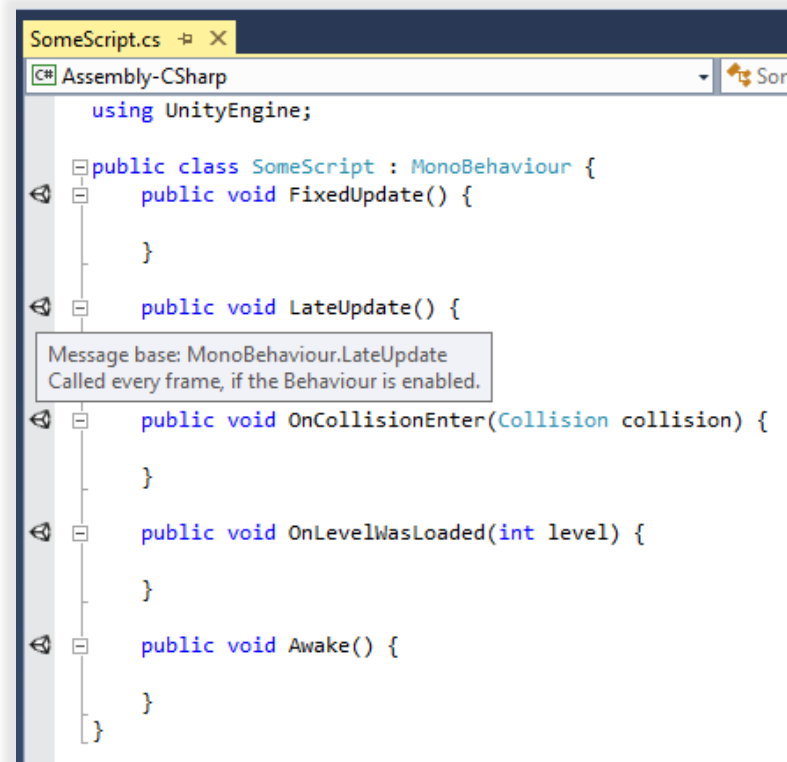 SomeScript.cs
C# Assembly-CSharp
using UnityEngine;
public class SomeScript : MonoBehaviour {
public void FixedUpdate() {
}
public void LateUpdate() {
Message base: MonoBehaviour.LateUpdate
Called every frame, if the Behaviour is enabled.
public void OnCollisionEnter(Collision collision) {
}
public void OnLevelWasLoaded(int level) {
}
public void Awake() {
}
}